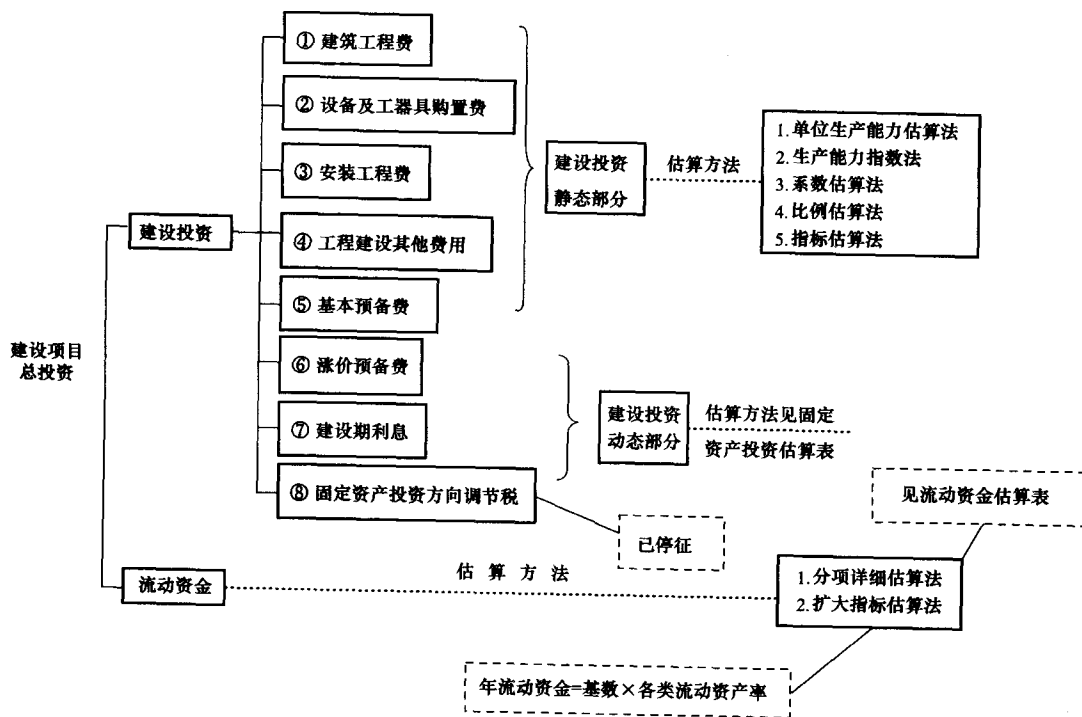 ① 建筑工程费
② 设备及工器具购置费
③ 安装工程费
④ 工程建设其他费用
⑤ 基本预备费
⑥ 涨价预备费
⑦ 建设期利息
⑧ 固定资产投资方向调节税
建设投资
建设项目
总投资
流动资金
建设投资
静态部分
估算方法
1.单位生产能力估算法
2.生产能力指数法
3.系数估算法
4.比例估算法
5.指标估算法
建设投资
动态部分
估算方法见固定
资产投资估算表
已停征
见流动资金估算表
估 算 方 法
1.分项详细估算法
2.扩大指标估算法
年流动资金=基数×各类流动资产率